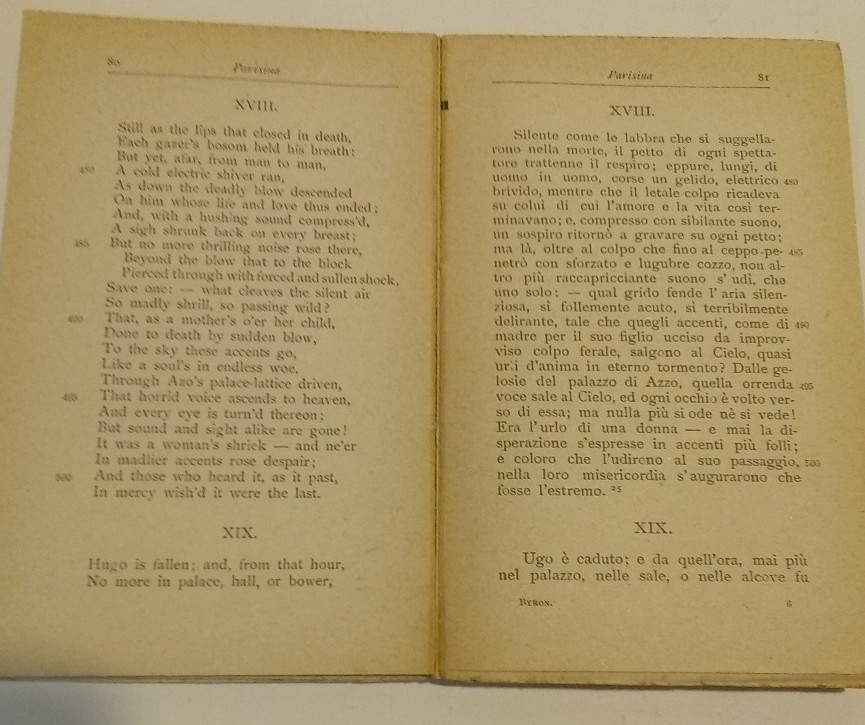 80
Parisina
XVIII.
Still as the lips that closed in death,
Each gazer's bosom held his breath:
But yet, afar, from man to man,
480 A cold electric shiver ran,
As down the deadly blow descended
On him whose life and love thus ended;
And, with a hushing sound compress'd,
A sigh shrunk back on every breast;
485 But no more thrilling noise rose there,
Beyond the blow that to the block
Pierced through with forced and sullen shock,
Save one: — what cleaves the silent air
So madly shrill, so passing wild?
490 That, as a mother's o'er her child,
Done to death by sudden blow,
To the sky these accents go,
Like a soul's in endless woe.
Through Azo's palace-lattice driven,
495 That horrid voice ascends to heaven,
And every eye is turn'd thereon;
But sound and sight alike are gone!
It was a woman's shriek — and ne'er
In madlier accents rose despair;
500 And those who heard it, as it past,
In mercy wish'd it were the last.
XIX.
Hugo is fallen; and, from that hour,
No more in palace, hall, or bower,
Parisina
81
XVIII.
Silente come le labbra che si suggella-
rono nella morte, il petto di ogni spetta-
tore trattenne il respiro; eppure, lungi, di
uomo in uomo, corse un gelido, elettrico 480
brivido, mentre che il letale colpo ricadeva
su colui di cui l'amore e la vita così ter-
minavano; e, compresso con sibilante suono,
un sospiro ritornò a gravare su ogni petto;
ma là, oltre al colpo che fino al ceppo pe- 485
netrò con sforzato e lugubre cozzo, non al-
tro più raccapricciante suono s' udì, che
uno solo: — qual grido fende l' aria silen-
ziosa, sì follemente acuto, sì terribilmente
delirante, tale che quegli accenti, come di 490
madre per il suo figlio ucciso da improv-
viso colpo ferale, salgono al Cielo, quasi
urli d'anima in eterno tormento? Dalle ge-
losie del palazzo di Azzo, quella orrenda 495
voce sale al Cielo, ed ogni occhio è volto ver-
so di essa; ma nulla più si ode nè si vede!
Era l' urlo di una donna — e mai la di-
sperazione s'espresse in accenti più folli;
e coloro che l'udirono al suo passaggio, 500
nella loro misericordia s' augurarono che
fosse l'estremo. 25
XIX.
Ugo è caduto; e da quell'ora, mai più
nel palazzo, nelle sale, o nelle alcove fu
BYRON.
6